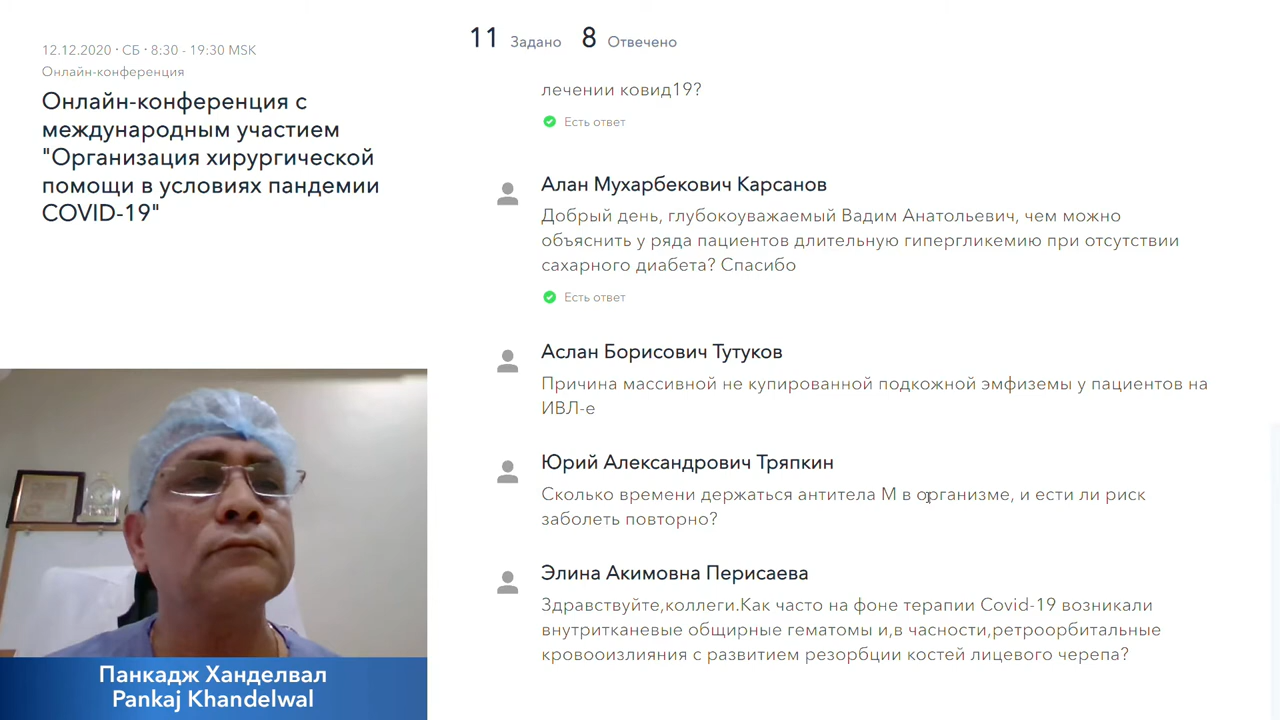 12.12.2020 · СБ · 8:30 - 19:30 MSK
Онлайн-конференция
Онлайн-конференция с
международным участием
"Организация хирургической
помощи в условиях пандемии
COVID-19"
11 Задано 8 Отвечено
лечении ковид19?
Есть ответ
Алан Мухарбекович Карсанов
Добрый день, глубокоуважаемый Вадим Анатольевич, чем можно
объяснить у ряда пациентов длительную гипергликемию при отсутствии
сахарного диабета? Спасибо
Есть ответ
Аслан Борисович Тутуков
Причина массивной не купированной подкожной эмфиземы у пациентов на
ИВЛ-е
Юрий Александрович Тряпкин
Сколько времени держаться антитела М в организме, и ести ли риск
заболеть повторно?
Элина Акимовна Перисаева
Здравствуйте,коллеги.Как часто на фоне терапии Covid-19 возникали
внутритканевые общирные гематомы и,в часности,ретроорбитальные
кровооизлияния с развитием резорбции костей лицевого черепа?
Панкадж Ханделвал
Pankaj Khandelwal